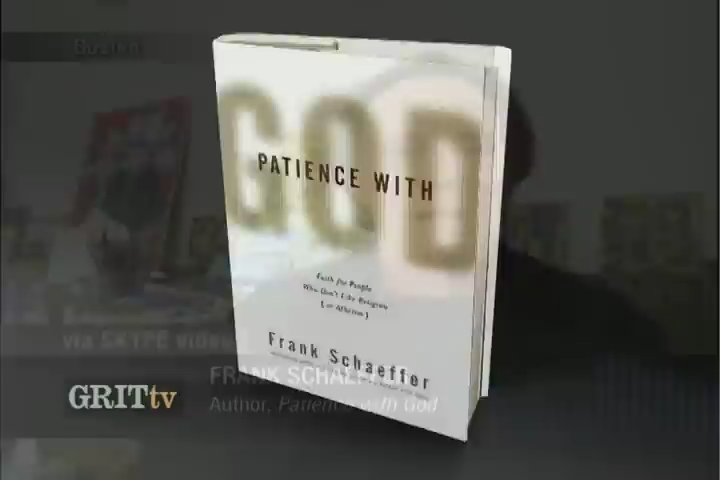 Boston
GOD
PATIENCE WITH
Faith for People
Who Don't Like Religion
[or Atheism]
Frank Schaeffer
via SKYPE video
FRANK SCHAEFFER
GRITtv
Author, Patience with God